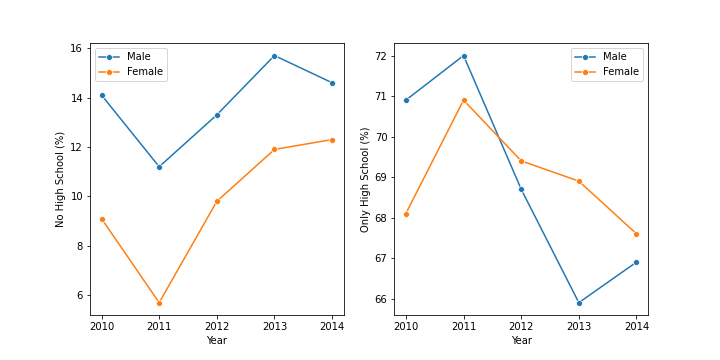 No High School (%)
16
14
12
10
8
6
Male
Female
2010 2011 2012 2013 2014
Year
Only High School (%)
72
71
70
69
68
67
66
Male
Female
2010 2011 2012 2013 2014
Year